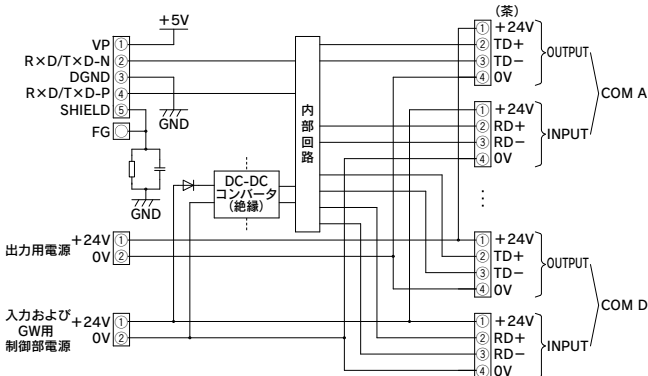 +5V
VP ①
R×D/T×D-N ②
DGND ③
R×D/T×D-P ④
SHIELD ⑤
FG
GND
GND
内部回路
DC-DC
コンバータ
(絶縁)
出力用電源
+24V ①
0V ②
入力および
GW用
制御部電源
+24V ①
0V ②
(茶)
① +24V
② TD+
③ TD−
④ 0V
OUTPUT
① +24V
② RD+
③ RD−
④ 0V
INPUT
COM A
⋮
① +24V
② TD+
③ TD−
④ 0V
OUTPUT
① +24V
② RD+
③ RD−
④ 0V
INPUT
COM D